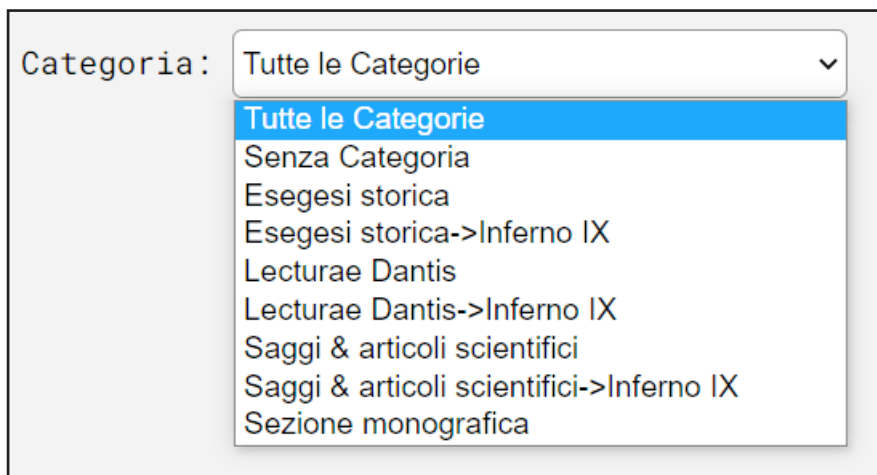 Categoria: Tutte le Categorie
Tutte le Categorie
Senza Categoria
Esegesi storica
Esegesi storica->Inferno IX
Lecturae Dantis
Lecturae Dantis->Inferno IX
Saggi & articoli scientifici
Saggi & articoli scientifici->Inferno IX
Sezione monografica